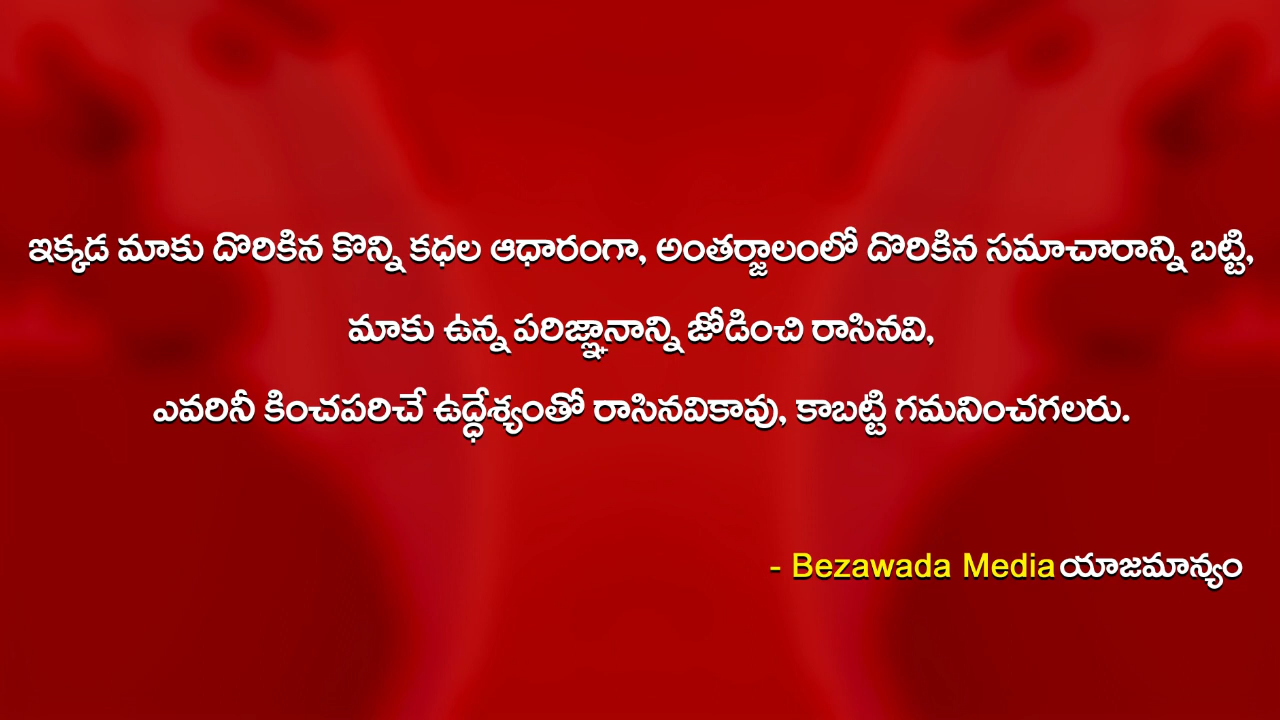 ఇక్కడ మాకు దొరికిన కొన్ని కధల ఆధారంగా, అంతర్జాలంలో దొరికిన సమాచారాన్ని బట్టి,
మాకు ఉన్న పరిజ్ఞానాన్ని జోడించి రాసినవి,
ఎవరినీ కించపరిచే ఉద్ధేశ్యంతో రాసినవికావు, కాబట్టి గమనించగలరు.
- Bezawada Media యాజమాన్యం